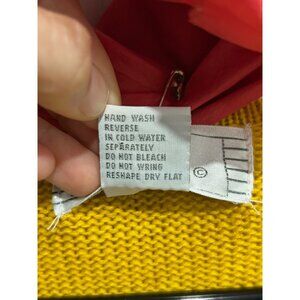 HAND WASH
REVERSE
IN COLD WATER
SEPARATELY
DO NOT BLEACH
DO NOT WRING
RESHAPE DRY FLAT
©